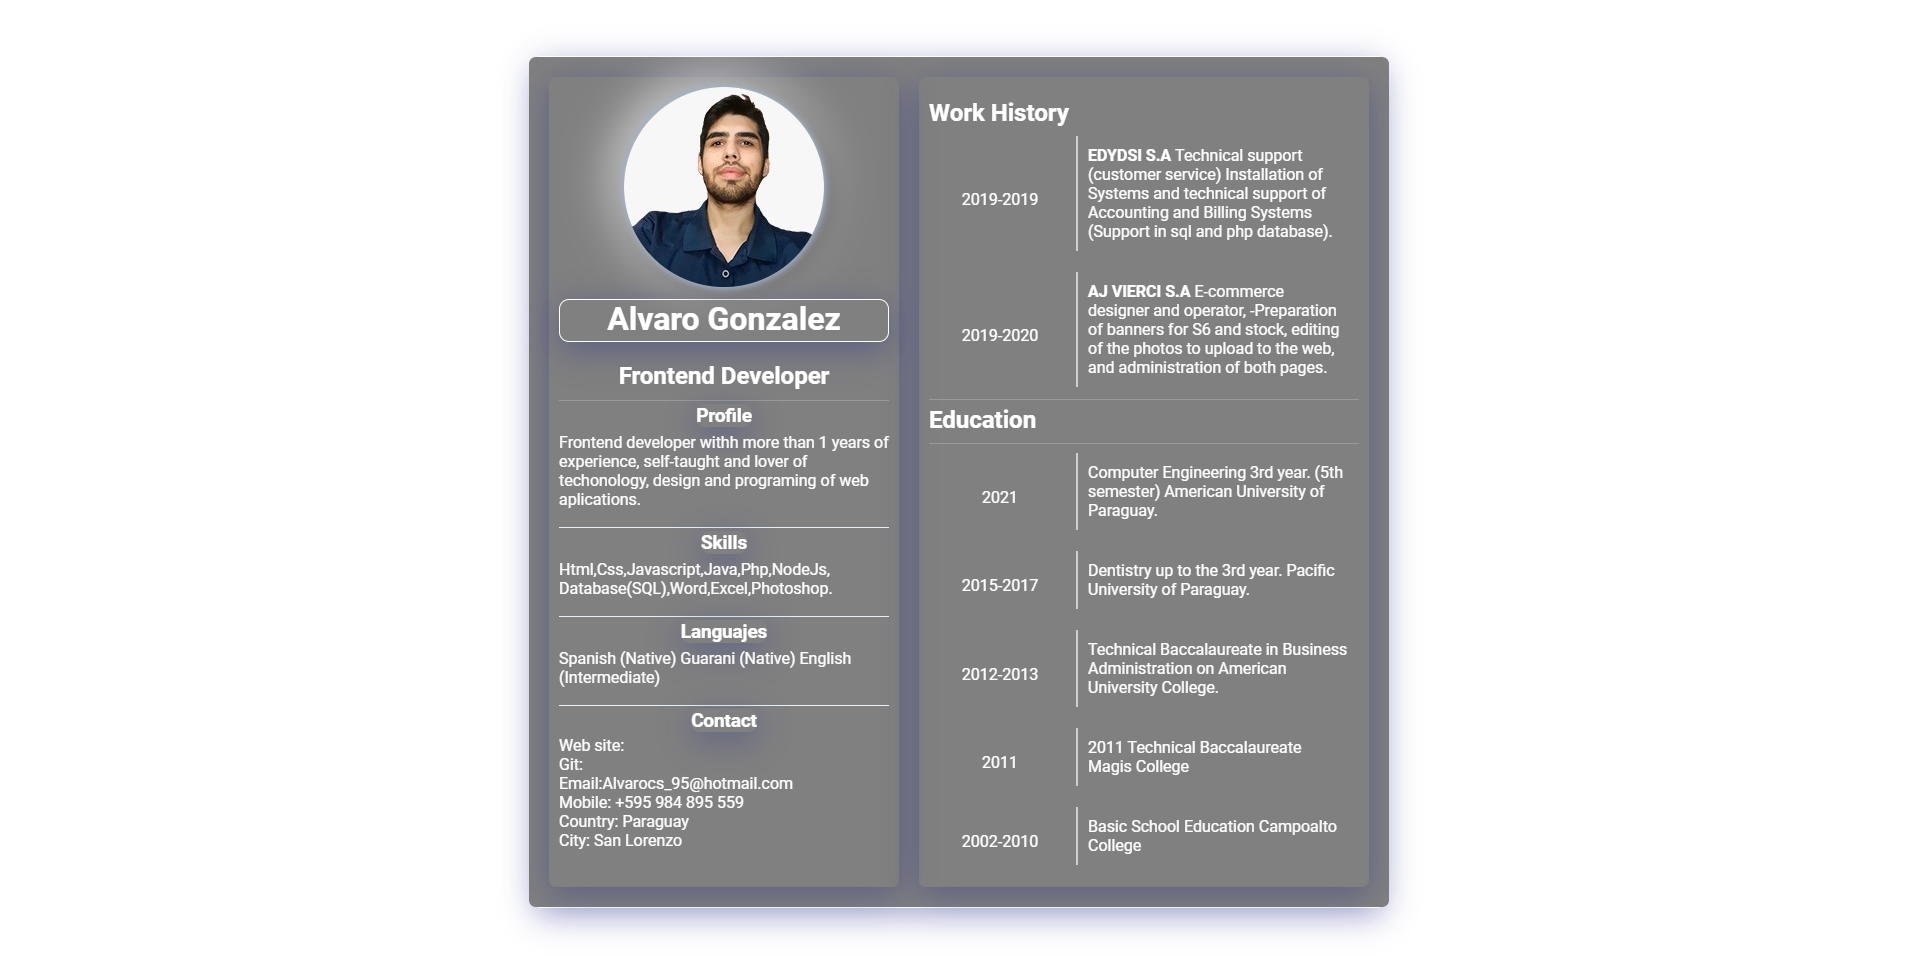 Alvaro Gonzalez
Frontend Developer
Profile
Frontend developer withh more than 1 years of
experience, self-taught and lover of
techonology, design and programing of web
aplications.
Skills
Html,Css,Javascript,Java,Php,NodeJs,
Database(SQL),Word,Excel,Photoshop.
Languajes
Spanish (Native) Guarani (Native) English
(Intermediate)
Contact
Web site:
Git:
Email:Alvarocs_95@hotmail.com
Mobile: +595 984 895 559
Country: Paraguay
City: San Lorenzo
Work History
2019-2019
EDYDSI S.A Technical support
(customer service) Installation of
Systems and technical support of
Accounting and Billing Systems
(Support in sql and php database).
2019-2020
AJ VIERCI S.A E-commerce
designer and operator, -Preparation
of banners for S6 and stock, editing
of the photos to upload to the web,
and administration of both pages.
Education
2021
Computer Engineering 3rd year. (5th
semester) American University of
Paraguay.
2015-2017
Dentistry up to the 3rd year. Pacific
University of Paraguay.
2012-2013
Technical Baccalaureate in Business
Administration on American
University College.
2011
2011 Technical Baccalaureate
Magis College
2002-2010
Basic School Education Campoalto
College